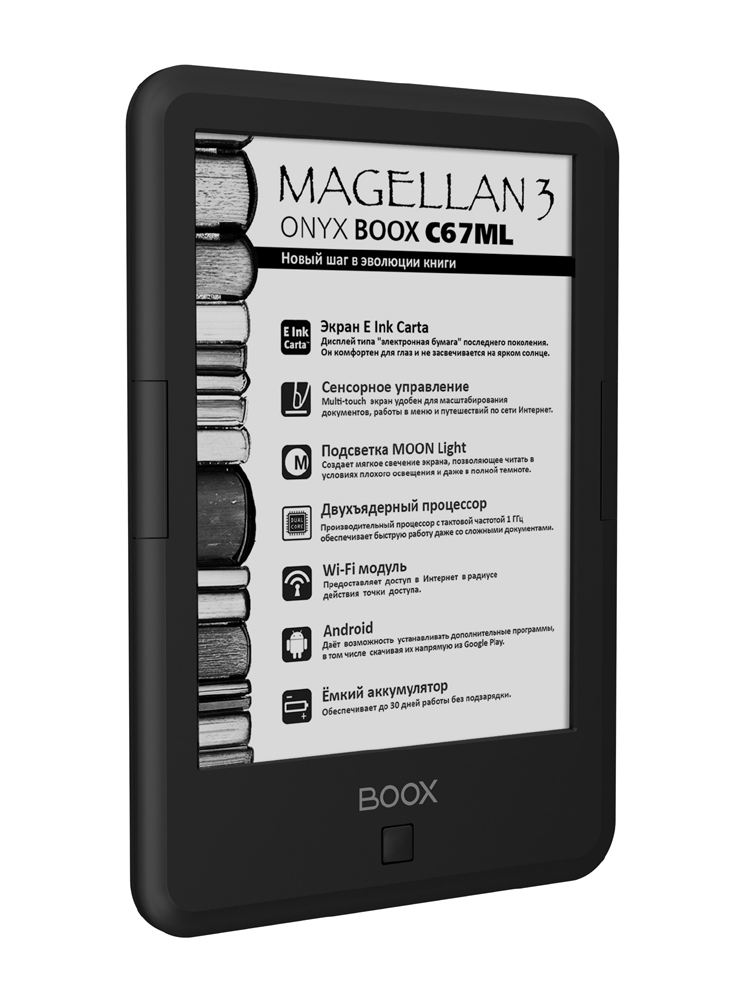 MAGELLAN 3
ONYX BOOX C67ML
Новый шаг в эволюции книги
E Ink
Carta™
Экран E Ink Carta
Дисплей типа "электронная бумага" последнего поколения.
Он комфортен для глаз и не засвечивается на ярком солнце.
Сенсорное управление
Multi-touch экран удобен для масштабирования
документов, работы в меню и путешествий по сети Интернет.
M
Подсветка MOON Light
Создает мягкое свечение экрана, позволяющее читать в
условиях плохого освещения и даже в полной темноте.
DUAL
CORE
Двухъядерный процессор
Производительный процессор с тактовой частотой 1 ГГц
обеспечивает быструю работу даже со сложными документами.
Wi-Fi модуль
Предоставляет доступ в Интернет в радиусе
действия точки доступа.
Android
Даёт возможность устанавливать дополнительные программы,
в том числе скачивая их напрямую из Google Play.
Ёмкий аккумулятор
Обеспечивает до 30 дней работы без подзарядки.
BOOX